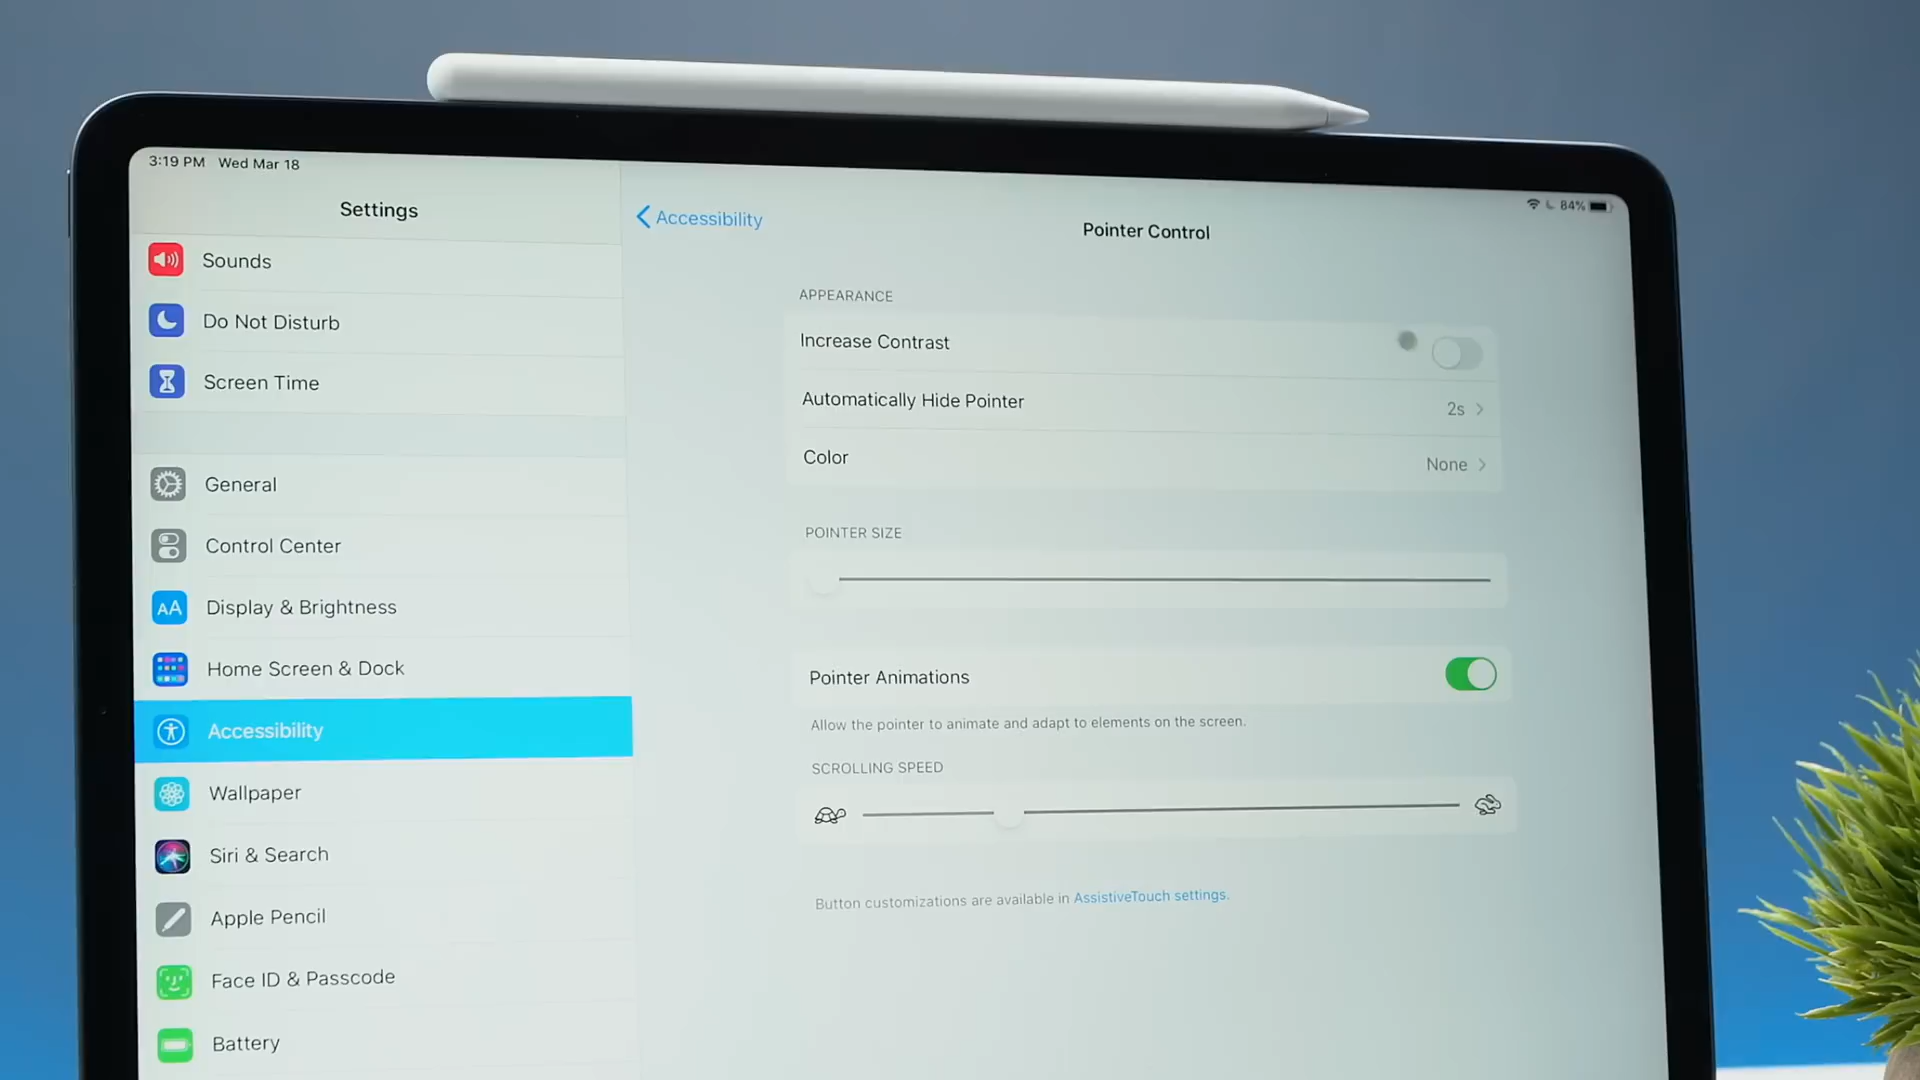 3:19 PM Wed Mar 18
84%
Settings
Sounds
Do Not Disturb
Screen Time
General
Control Center
AA Display & Brightness
Home Screen & Dock
Accessibility
Wallpaper
Siri & Search
Apple Pencil
Face ID & Passcode
Battery
Accessibility
Pointer Control
APPEARANCE
Increase Contrast
Automatically Hide Pointer 2s
Color None
POINTER SIZE
Pointer Animations
Allow the pointer to animate and adapt to elements on the screen.
SCROLLING SPEED
Button customizations are available in AssistiveTouch settings.